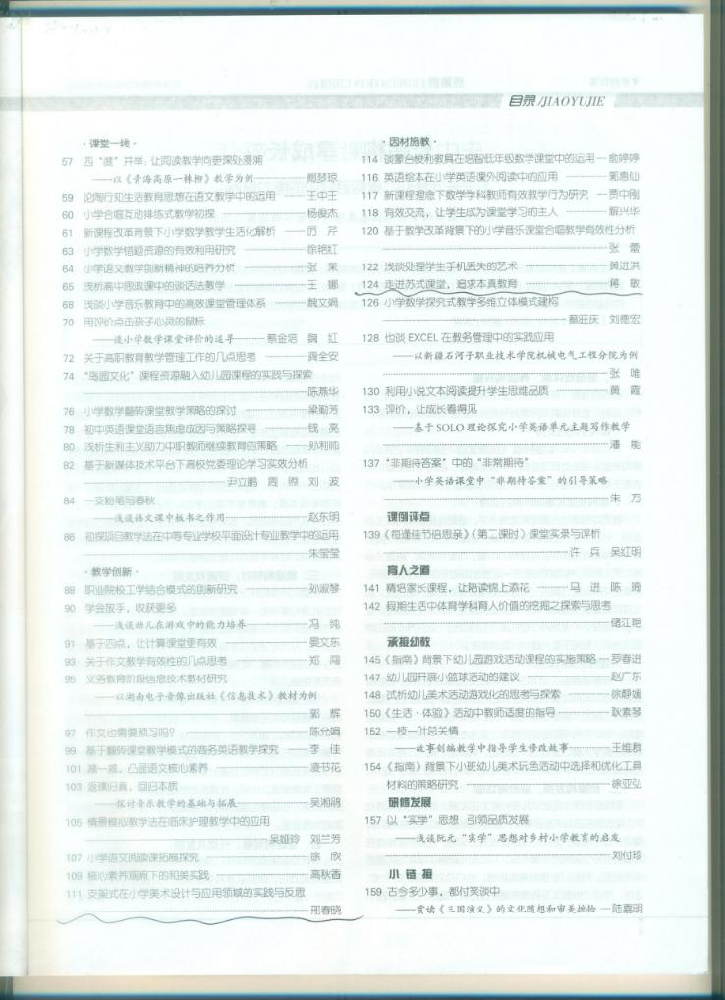 目录/JIAOYUJIE
·课堂一线·
57 四“度”并举：让阅读教学向更深处漫溯
——以《青海高原一株柳》教学为例 周梦琼
59 论陶行知生活教育思想在语文教学中的运用 王中王
60 小学合唱互动排练式教学初探 杨俊杰
61 新课程改革背景下小学数学教学生活化解析 厉 芹
63 小学数学错题资源的有效利用研究 徐艳红
64 小学语文教学创新精神的培养分析 张 茉
65 浅析高中思政课中的谈话法教学 王 娜
68 浅谈小学音乐教育中的高效课堂管理体系 魏文娟
70 用评价点击孩子心灵的鼠标
——谈小学数学课堂评价的追寻 蔡金培 魏 红
72 关于高职教育教学管理工作的几点思考 龚全安
74 “离园文化”课程资源融入幼儿园课程的实践与探索
陈燕华
76 小学数学翻转课堂教学策略的探讨 梁勤芳
78 初中英语课堂语言焦虑成因与策略探寻 钱 亮
80 浅析生利主义助力中职教师继续教育的策略 孙利帅
82 基于新媒体技术平台下高校党委理论学习实效分析
尹立鹏 周 煦 刘 波
84 一支粉笔写春秋
——浅谈语文课中板书之作用 赵东明
86 初探项目教学法在中等专业学校平面设计专业教学中的运用
朱莹莹
·教学创新·
88 职业院校工学结合模式的创新研究 孙淑琴
90 学会放手，收获更多
——浅谈幼儿在游戏中的能力培养 冯 纯
91 基于四点，让计算课堂更有效 晏文东
93 关于作文教学有效性的几点思考 郑
95 义务教育阶段信息技术教材研究
——以湖南电子音像出版社《信息技术》教材为例
郭 辉
97 作文也需要预习吗？ 陈允娟
99 基于翻转课堂教学模式的商务英语教学探究 李 佳
101 减一减，凸显语文核心素养 凌节花
103 返璞归真，回归本质
——探讨音乐教学的基础与拓展 吴湘鹃
105 情景模拟教学法在临床护理教学中的应用
吴娅玲 刘兰芳
107 小学语文阅读课拓展探究 徐 欣
109 核心素养观照下的和美实践 高秋香
111 支架式在小学美术设计与应用领域的实践与反思
邢春晓
·因材施教·
114 谈蒙台梭利教具在培智低年级数学课堂中的运用 俞婷婷
116 英语绘本在小学英语课外阅读中的应用 郭惠仙
117 新课程理念下数学学科教师有效教学行为研究 贾中刚
118 有效交流，让学生成为课堂学习的主人 解兴华
120 基于教学改革背景下的小学音乐课堂合唱教学有效性分析
张 蕾
122 浅谈处理学生手机丢失的艺术 黄进洪
124 走进苏式课堂，追求本真教育 蒋 敏
126 小学数学探究式教学多维立体模式建构
蔡旺庆 刘德宏
128 也谈 EXCEL 在教务管理中的实践应用
——以新疆石河子职业技术学院机械电气工程分院为例
张 唯
130 利用小说文本阅读提升学生思维品质 黄 霞
133 评价，让成长看得见
——基于 SOLO 理论探究小学英语单元主题写作教学
潘 能
137 “非期待答案”中的“非常期待”
——小学英语课堂中“非期待答案”的引导策略
朱 万
课例评点
139 《每逢佳节倍思亲》（第二课时）课堂实录与评析
许 兵 吴红明
育人之道
141 精培家长课程，让陪读锦上添花 马 进 陈 旖
142 假期生活中体育学科育人价值的挖掘之探索与思考
储江艳
承接幼教
145 《指南》背景下幼儿园游戏活动课程的实施策略 罗春进
147 幼儿园开展小篮球活动的建议 赵广东
148 试析幼儿美术活动游戏化的思考与探索 徐静媛
150 《生活·体验》活动中教师适度的指导 耿素琴
152 一枝一叶总关情
——故事创编教学中指导学生修改故事 王维群
154 《指南》背景下小班幼儿美术玩色活动中选择和优化工具
材料的策略研究 徐亚弘
研修发展
157 以“实学”思想 引领品质发展
——浅谈阮元“实学”思想对乡村小学教育的启发
刘付珍
小链接
159 古今多少事，都付笑谈中
——赏读《三国演义》的文化随想和审美摭拾 陆嘉明